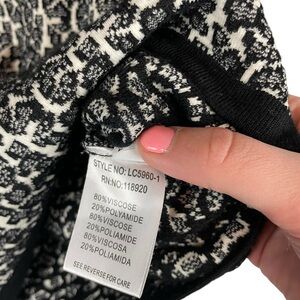 STYLE NO: LC5960-1
RN NO:118920
80%VISCOSE
20%POLYAMIDE
80%VISCOSE
20%POLYAMIDE
80%VISCOSA
20%POLIAMIDA
SEE REVERSE FOR CARE